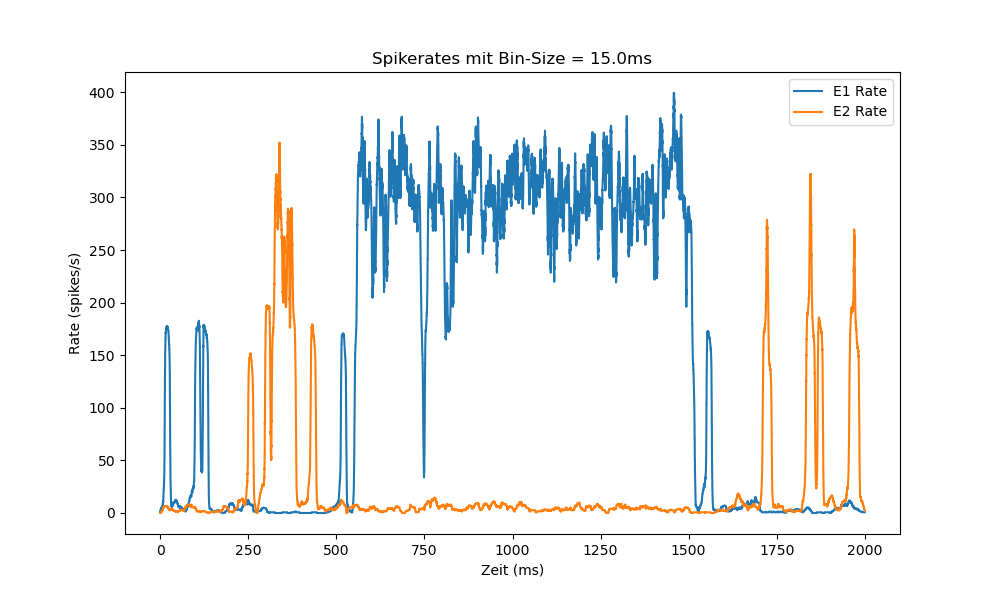 Spikerates mit Bin-Size = 15.0ms
E1 Rate
E2 Rate
400
350
300
250
200
150
100
50
0
Rate (spikes/s)
0 250 500 750 1000 1250 1500 1750 2000
Zeit (ms)